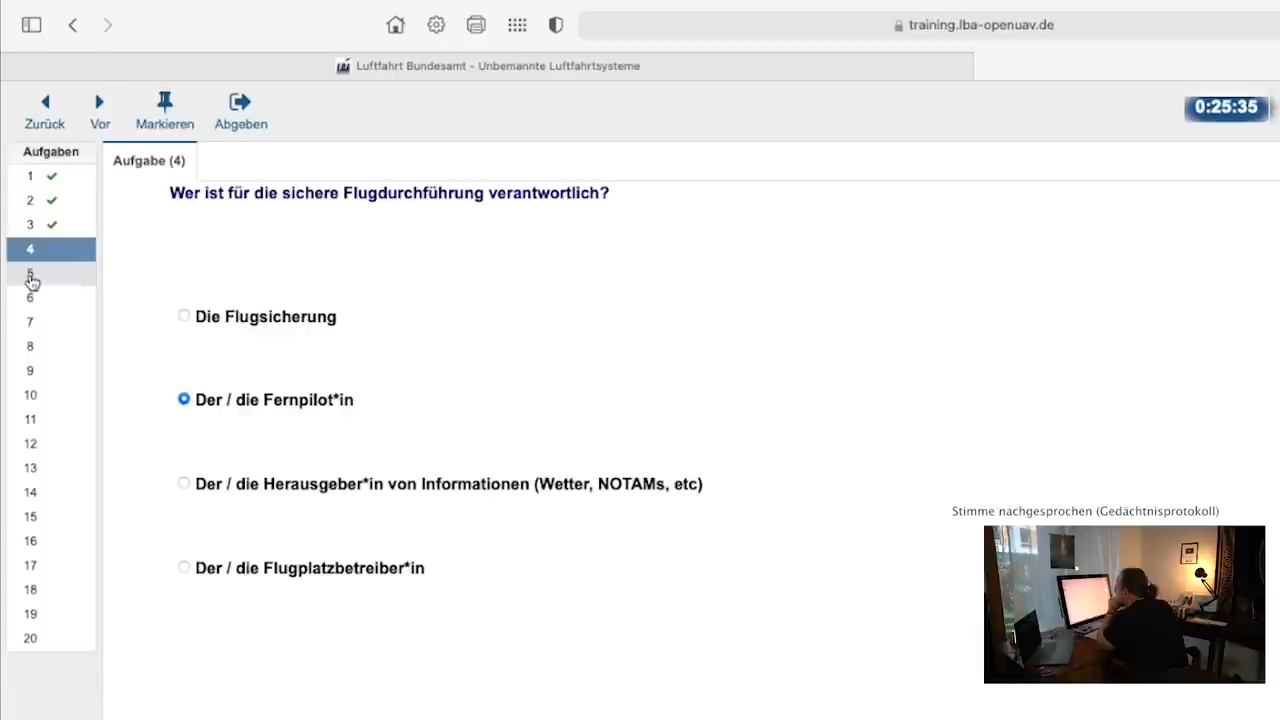 training.lba-openuav.de
Luftfahrt Bundesamt - Unbemannte Luftfahrtsysteme
Zurück Vor Markieren Abgeben
0:25:35
Aufgaben
Aufgabe (4)
1
2
3
4
5
6
7
8
9
10
11
12
13
14
15
16
17
18
19
20
Wer ist für die sichere Flugdurchführung verantwortlich?
Die Flugsicherung
Der / die Fernpilot*in
Der / die Herausgeber*in von Informationen (Wetter, NOTAMs, etc)
Der / die Flugplatzbetreiber*in
Stimme nachgesprochen (Gedächtnisprotokoll)